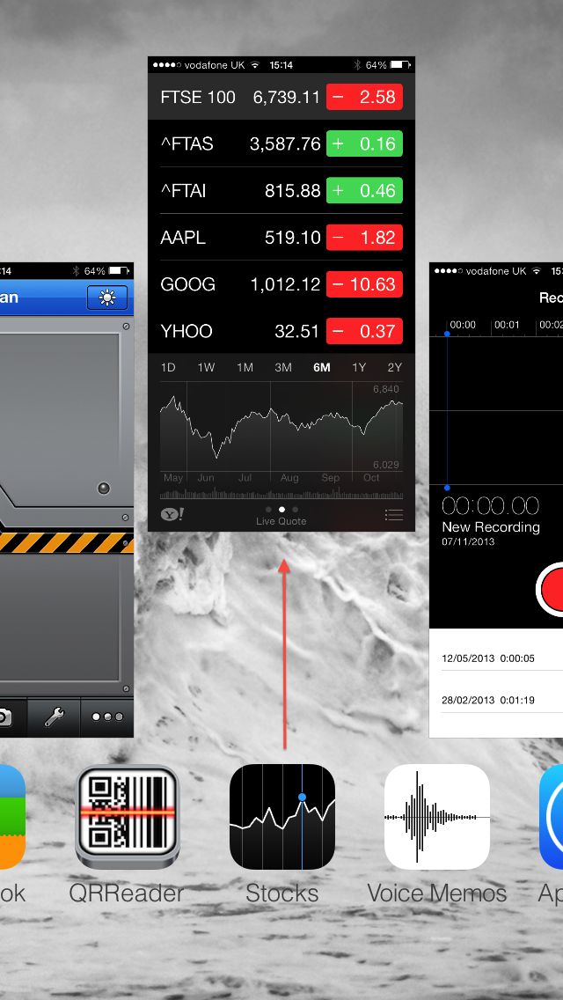 vodafone UK 15:14 64%
FTSE 100 6,739.11 − 2.58
^FTAS 3,587.76 + 0.16
^FTAI 815.88 + 0.46
AAPL 519.10 − 1.82
GOOG 1,012.12 − 10.63
YHOO 32.51 − 0.37
1D 1W 1M 3M 6M 1Y 2Y
6,840
6,029
May Jun Jul Aug Sep Oct
Y!
Live Quote
:14 64%
an
vodafone UK 15:
Rec
00:00 00:01 00:02
00:00.00
New Recording
07/11/2013
12/05/2013 0:00:05
28/02/2013 0:01:19
ok QRReader Stocks Voice Memos Ap